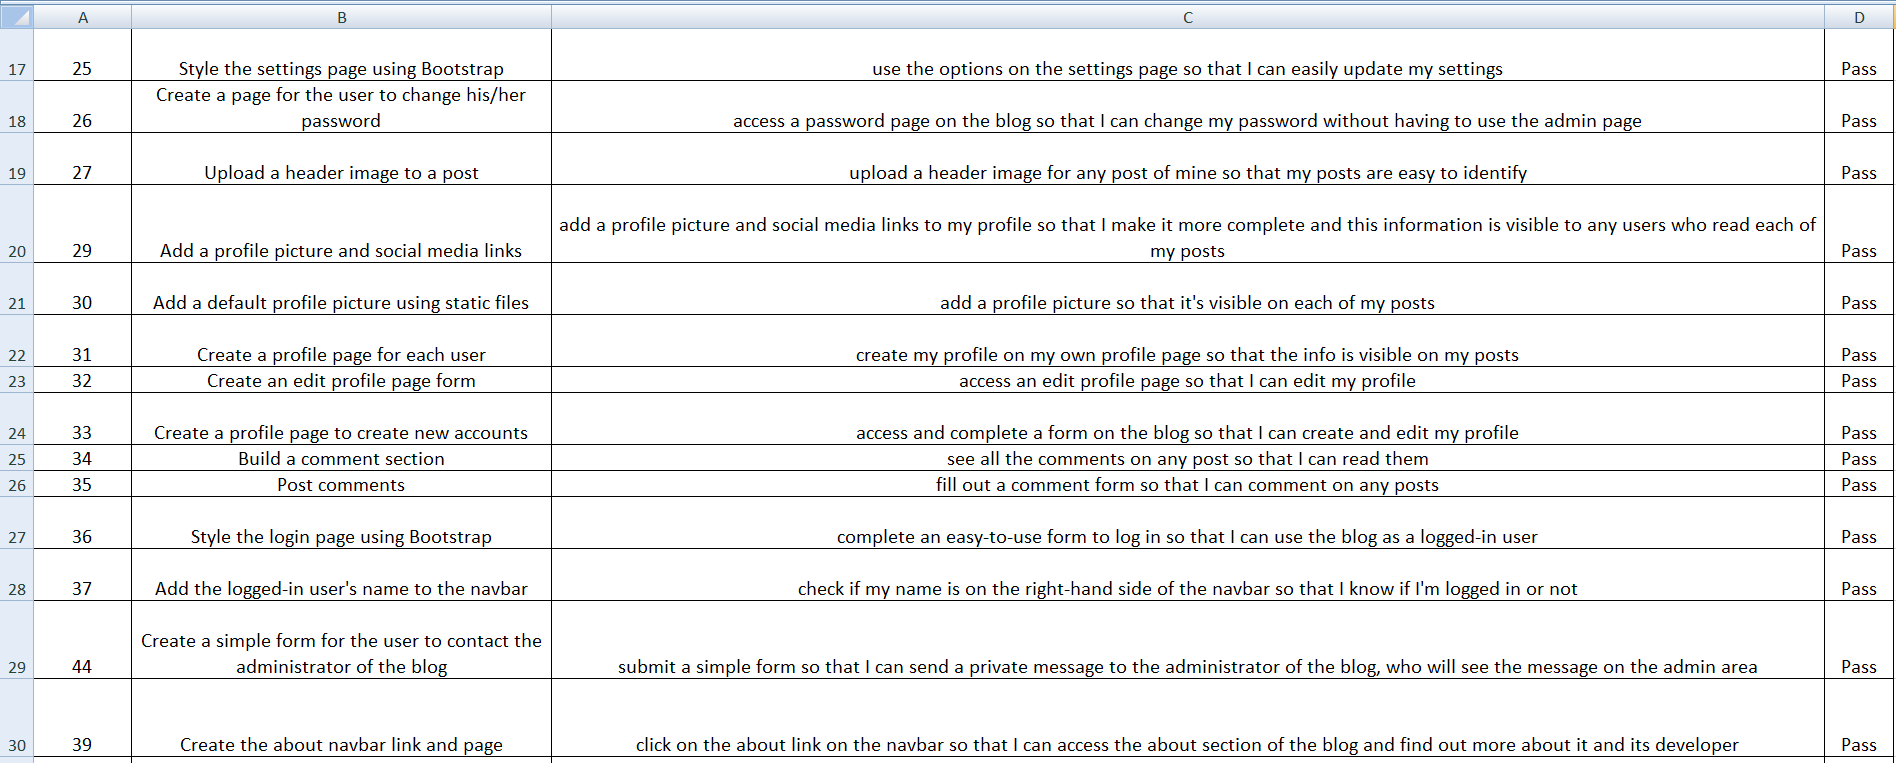 A B C D
17 25 Style the settings page using Bootstrap use the options on the settings page so that I can easily update my settings Pass
Create a page for the user to change his/her
18 26 password access a password page on the blog so that I can change my password without having to use the admin page Pass
19 27 Upload a header image to a post upload a header image for any post of mine so that my posts are easy to identify Pass
add a profile picture and social media links to my profile so that I make it more complete and this information is visible to any users who read each of
20 29 Add a profile picture and social media links my posts Pass
21 30 Add a default profile picture using static files add a profile picture so that it's visible on each of my posts Pass
22 31 Create a profile page for each user create my profile on my own profile page so that the info is visible on my posts Pass
23 32 Create an edit profile page form access an edit profile page so that I can edit my profile Pass
24 33 Create a profile page to create new accounts access and complete a form on the blog so that I can create and edit my profile Pass
25 34 Build a comment section see all the comments on any post so that I can read them Pass
26 35 Post comments fill out a comment form so that I can comment on any posts Pass
27 36 Style the login page using Bootstrap complete an easy-to-use form to log in so that I can use the blog as a logged-in user Pass
28 37 Add the logged-in user's name to the navbar check if my name is on the right-hand side of the navbar so that I know if I'm logged in or not Pass
Create a simple form for the user to contact the
29 44 administrator of the blog submit a simple form so that I can send a private message to the administrator of the blog, who will see the message on the admin area Pass
30 39 Create the about navbar link and page click on the about link on the navbar so that I can access the about section of the blog and find out more about it and its developer Pass